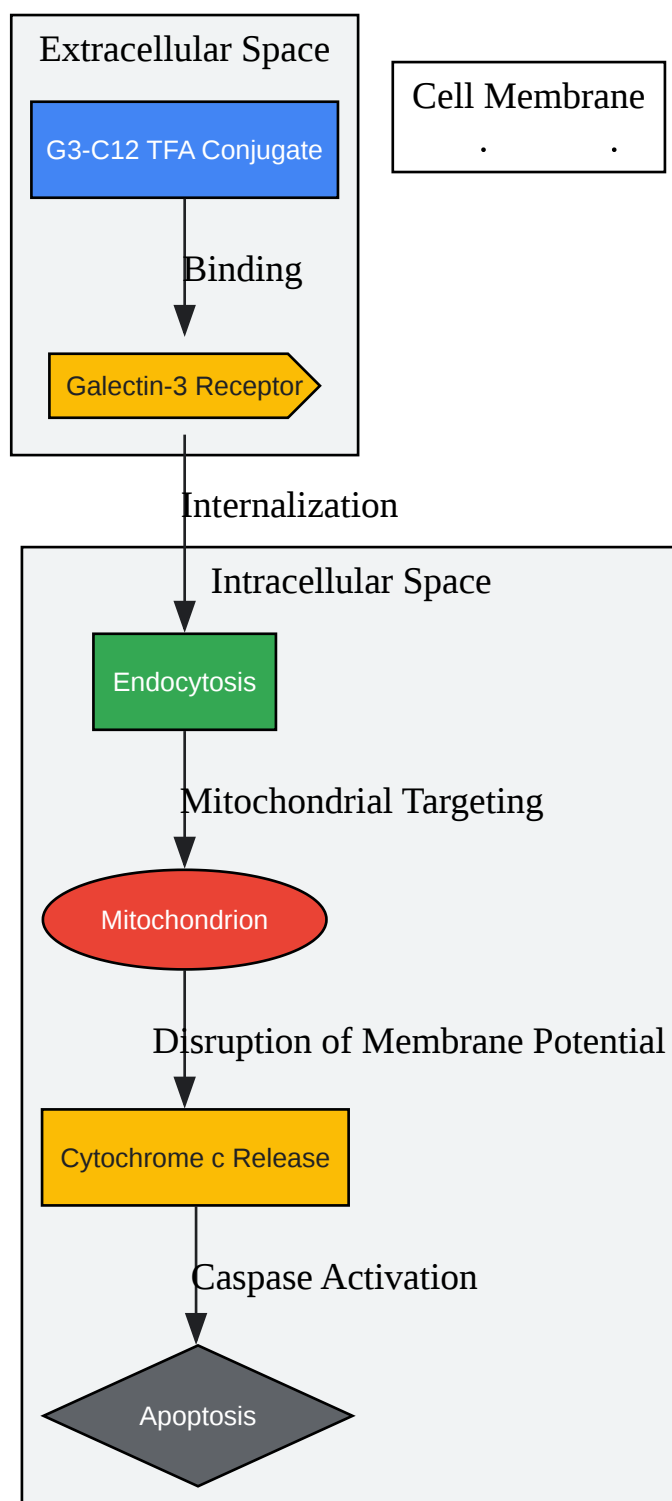 Extracellular Space
Cell Membrane
. .
G3-C12 TFA Conjugate
Binding
Galectin-3 Receptor
Internalization
Intracellular Space
Endocytosis
Mitochondrial Targeting
Mitochondrion
Disruption of Membrane Potential
Cytochrome c Release
Caspase Activation
Apoptosis